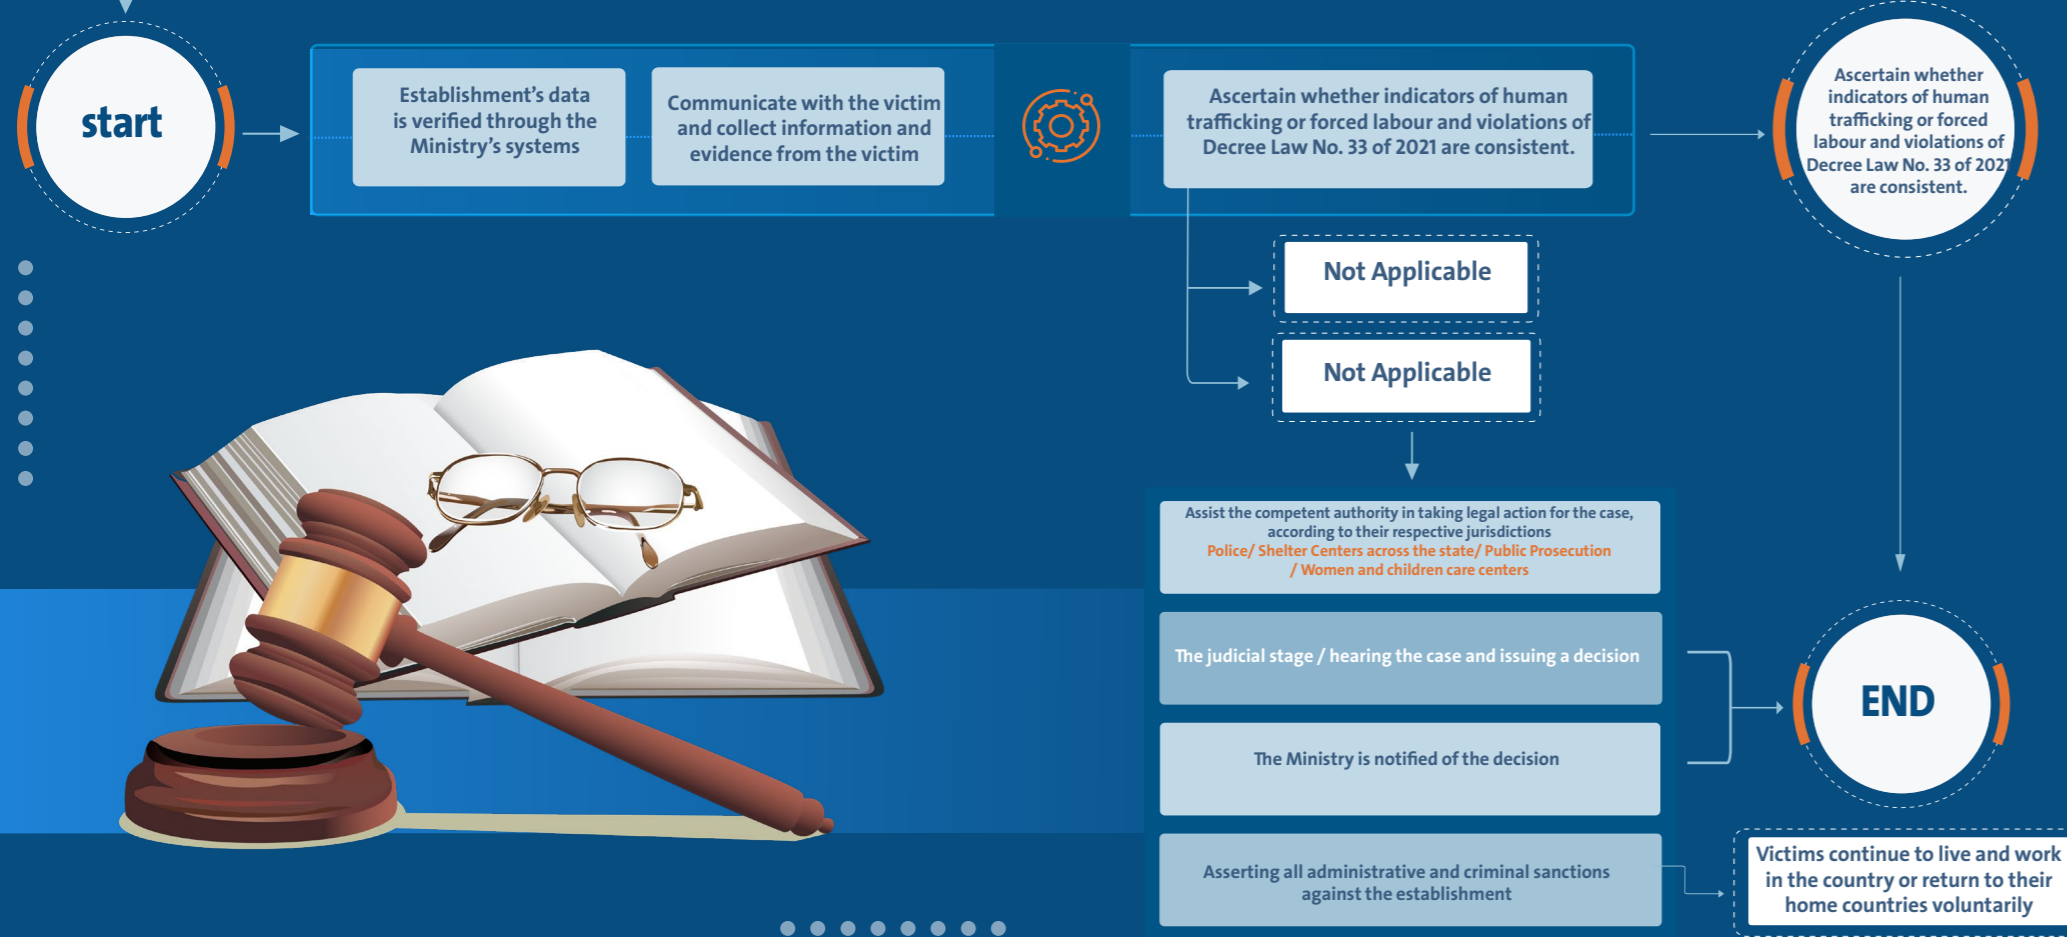 start
Establishment's data
is verified through the
Ministry's systems
Communicate with the victim
and collect information and
evidence from the victim
Ascertain whether indicators of human
trafficking or forced labour and violations of
Decree Law No. 33 of 2021 are consistent.
Ascertain whether
indicators of human
trafficking or forced
labour and violations of
Decree Law No. 33 of 2021
are consistent.
Not Applicable
Not Applicable
Assist the competent authority in taking legal action for the case,
according to their respective jurisdictions
Police/ Shelter Centers across the state/ Public Prosecution
/ Women and children care centers
The judicial stage / hearing the case and issuing a decision
The Ministry is notified of the decision
Asserting all administrative and criminal sanctions
against the establishment
END
Victims continue to live and work
in the country or return to their
home countries voluntarily